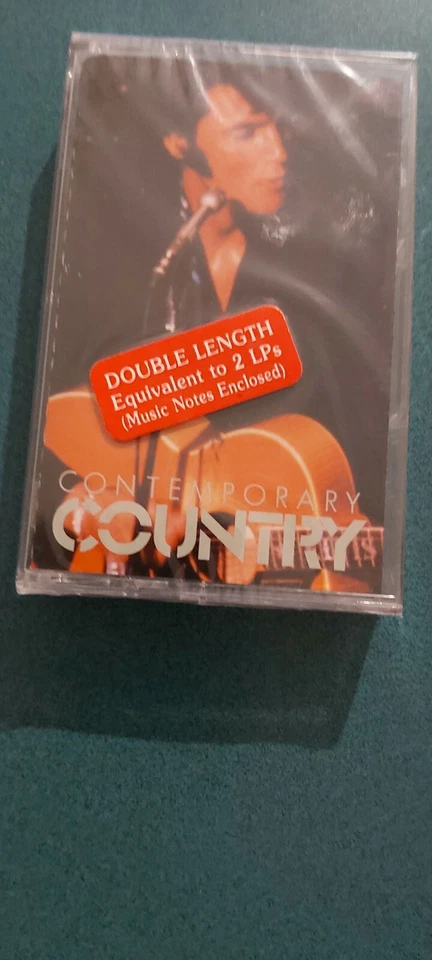 DOUBLE LENGTH
Equivalent to 2 LPs
(Music Notes Enclosed)
CONTEMPORARY
COUNTRY